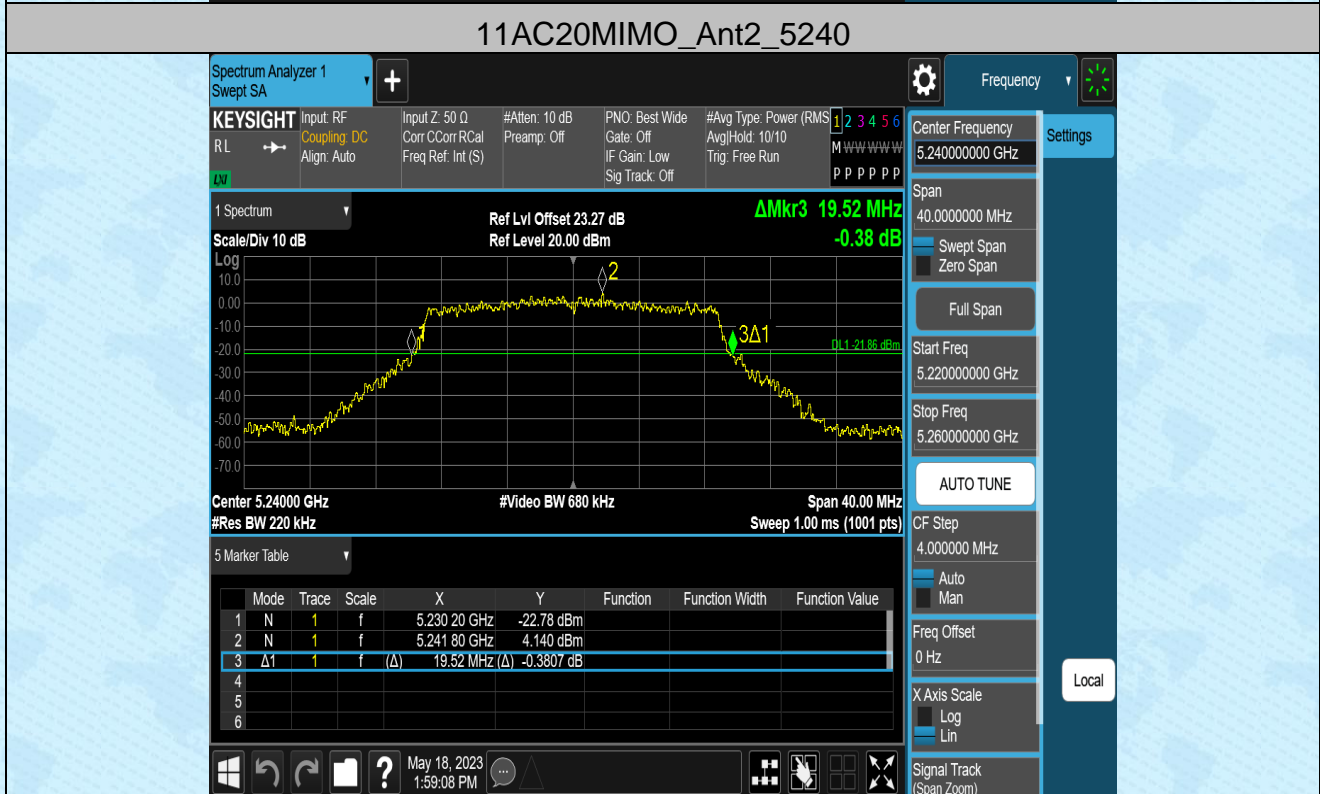 11AC20MIMO_Ant2_5240
Spectrum Analyzer 1
Swept SA
+
Frequency
KEYSIGHT
RL
LXI
Input: RF
Coupling: DC
Align: Auto
Input Z: 50 Ω
Corr CCorr RCal
Freq Ref: Int (S)
#Atten: 10 dB
Preamp: Off
PNO: Best Wide
Gate: Off
IF Gain: Low
Sig Track: Off
#Avg Type: Power (RMS
Avg|Hold: 10/10
Trig: Free Run
1 2 3 4 5 6
M W W W W W
P P P P P P
1 Spectrum
Scale/Div 10 dB
Ref Lvl Offset 23.27 dB
Ref Level 20.00 dBm
ΔMkr3 19.52 MHz
-0.38 dB
Log
10.0
0.00
-10.0
-20.0
-30.0
-40.0
-50.0
-60.0
-70.0
1
2
3Δ1
DL1 -21.86 dBm
Center 5.24000 GHz
#Video BW 680 kHz
Span 40.00 MHz
#Res BW 220 kHz
Sweep 1.00 ms (1001 pts)
5 Marker Table
Mode Trace Scale X Y Function Function Width Function Value
1 N 1 f 5.230 20 GHz -22.78 dBm
2 N 1 f 5.241 80 GHz 4.140 dBm
3 Δ1 1 f (Δ) 19.52 MHz (Δ) -0.3807 dB
4
5
6
?
May 18, 2023
1:59:08 PM
Center Frequency
5.240000000 GHz
Settings
Span
40.0000000 MHz
Swept Span
Zero Span
Full Span
Start Freq
5.220000000 GHz
Stop Freq
5.260000000 GHz
AUTO TUNE
CF Step
4.000000 MHz
Auto
Man
Freq Offset
0 Hz
X Axis Scale
Log
Lin
Local
Signal Track
(Span Zoom)